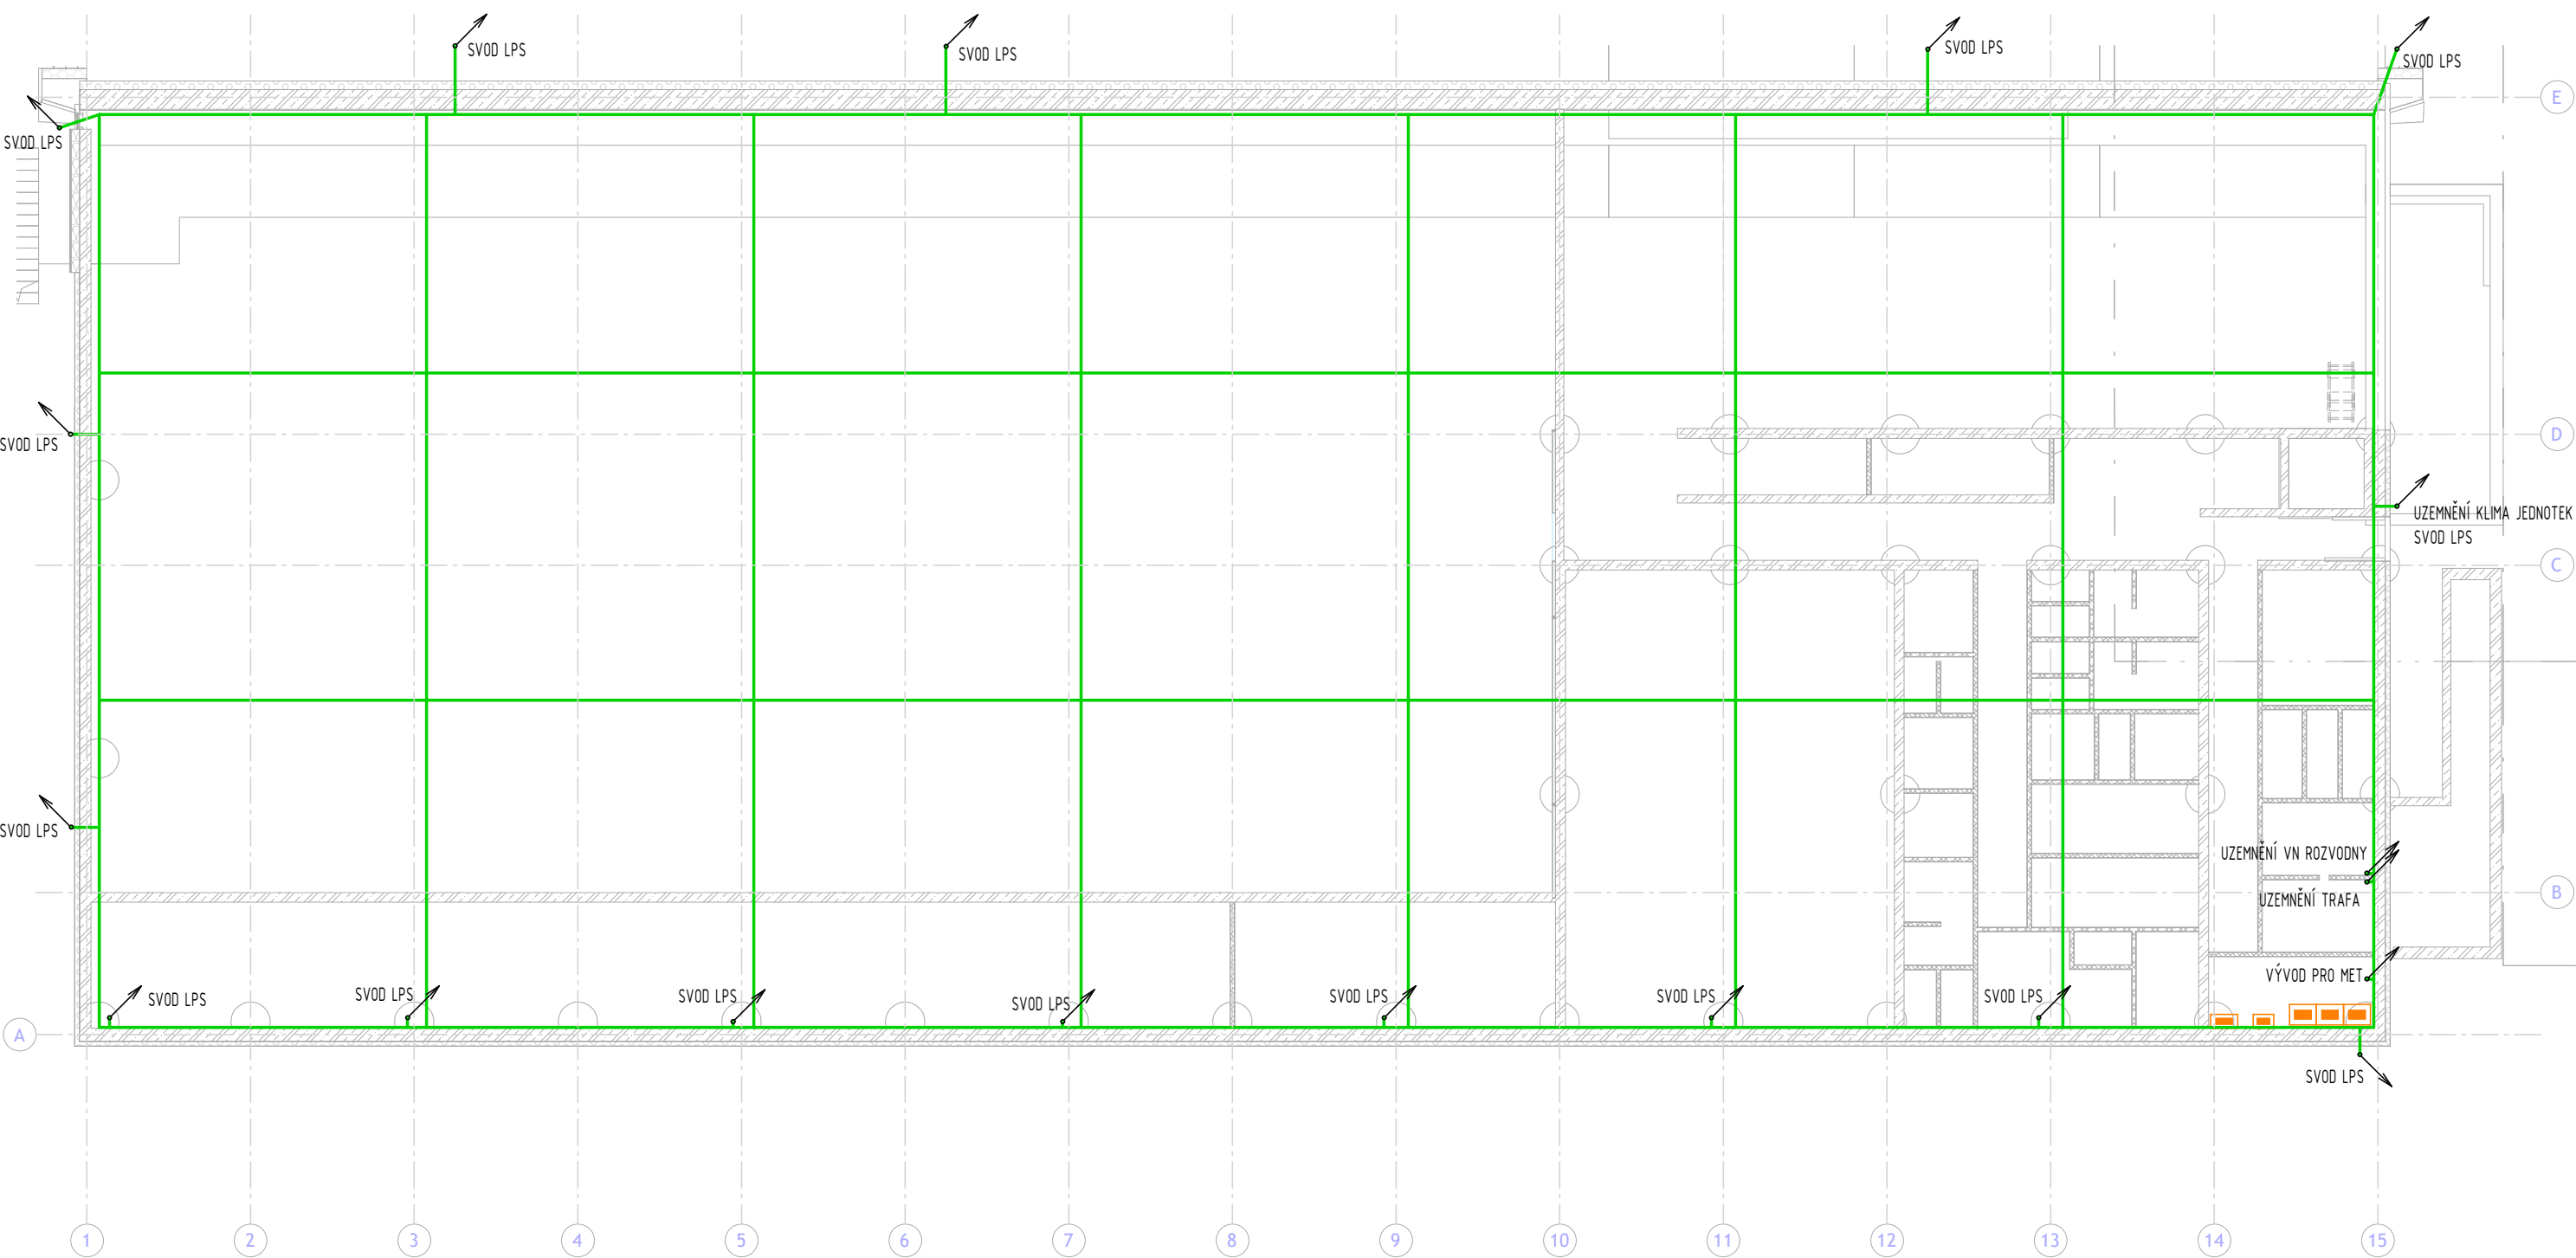 SVOD LPS
SVOD LPS
SVOD LPS
SVOD LPS
E
SVOD LPS
D
SVOD LPS
UZEMNĚNÍ KLIMA JEDNOTEK
SVOD LPS
C
SVOD LPS
UZEMNĚNÍ VN ROZVODNY
B
UZEMNĚNÍ TRAFA
VÝVOD PRO MET
SVOD LPS
SVOD LPS
SVOD LPS
SVOD LPS
SVOD LPS
SVOD LPS
SVOD LPS
A
SVOD LPS
1 2 3 4 5 6 7 8 9 10 11 12 13 14 15